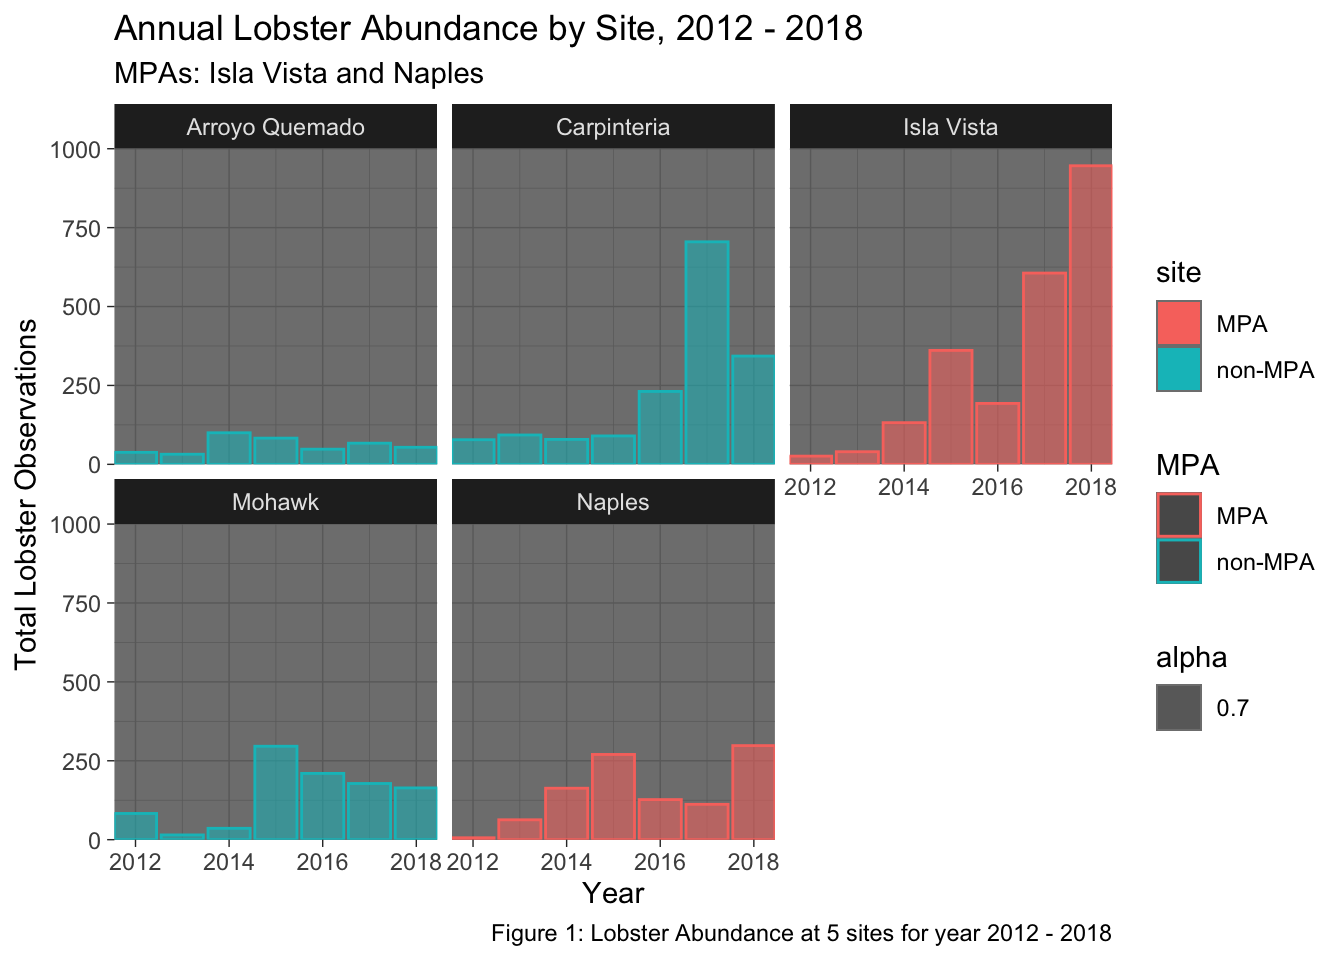 Annual Lobster Abundance by Site, 2012 - 2018
MPAs: Isla Vista and Naples
Arroyo Quemado
Carpinteria
Isla Vista
1000
750
500
250
0
2012 2014 2016 2018
Mohawk
Naples
1000
750
500
250
0
2012 2014 2016 2018
2012 2014 2016 2018
Total Lobster Observations
Year
site
MPA
non-MPA
MPA
MPA
non-MPA
alpha
0.7
Figure 1: Lobster Abundance at 5 sites for year 2012 - 2018